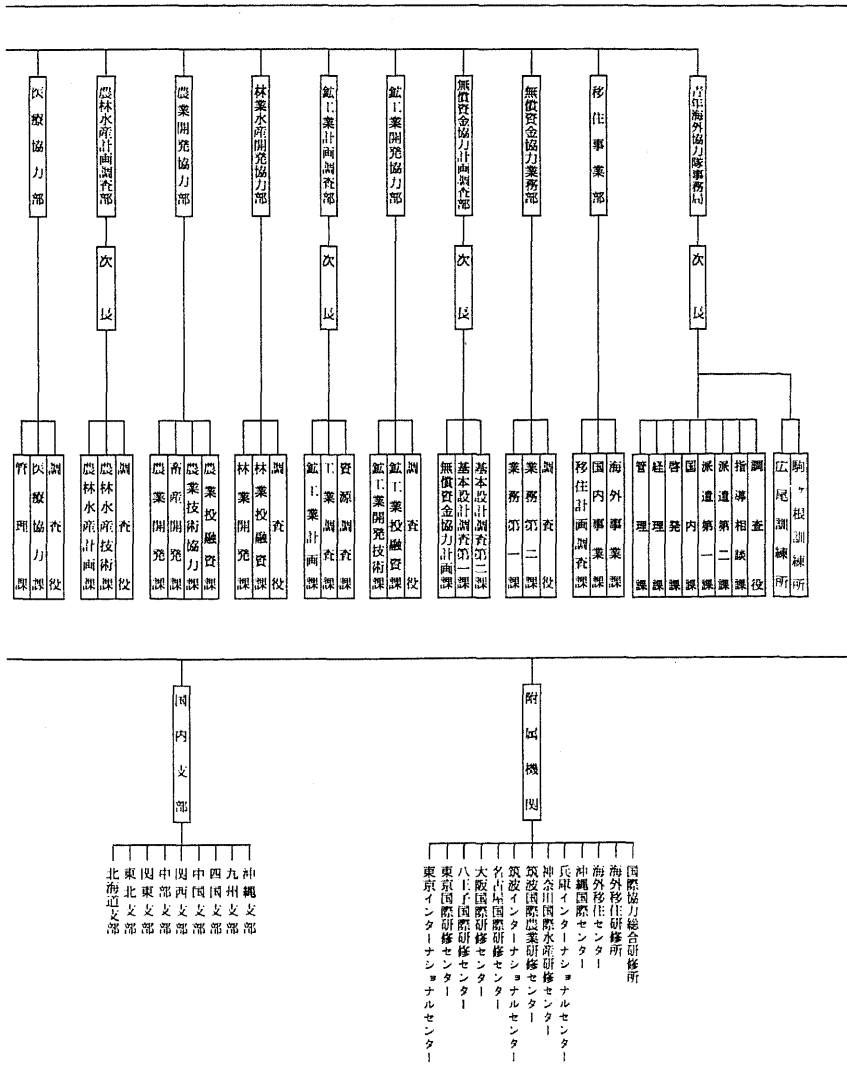 医療協力部
農林水産計画調査部
農業開発協力部
林業水産開発協力部
鉱工業計画調査部
鉱工業開発協力部
無償資金協力計画調査部
無償資金協力業務部
移住事業部
青年海外協力隊事務局
次長
次長
次長
次長
管理課
医療協力課
調査役
農林水産計画課
農林水産技術課
調査役
農業開発課
畜産開発課
農業技術協力課
農業投融資課
林業開発課
林業投融資課
調査役
鉱工業計画課
工業調査課
資源調査課
鉱工業開発技術課
鉱工業投融資課
調査役
無償資金協力計画課
基本設計調査第一課
基本設計調査第二課
業務第一課
業務第二課
調査役
移住計画調査課
国内事業課
海外事業課
管理課
経理課
啓発課
国内課
派遣第一課
派遣第二課
指導相談課
調査役
広尾訓練所
駒ヶ根訓練所
国内支部
附属機関
北海道支部
東北支部
関東支部
中部支部
関西支部
中国支部
四国支部
九州支部
沖縄支部
東京インターナショナルセンター
東京国際研修センター
八王子国際研修センター
大阪国際研修センター
名古屋国際研修センター
筑波インターナショナルセンター
筑波国際農業研修センター
神奈川国際水産研修センター
兵庫インターナショナルセンター
沖縄国際センター
海外移住センター
海外移住研修所
国際協力総合研修所